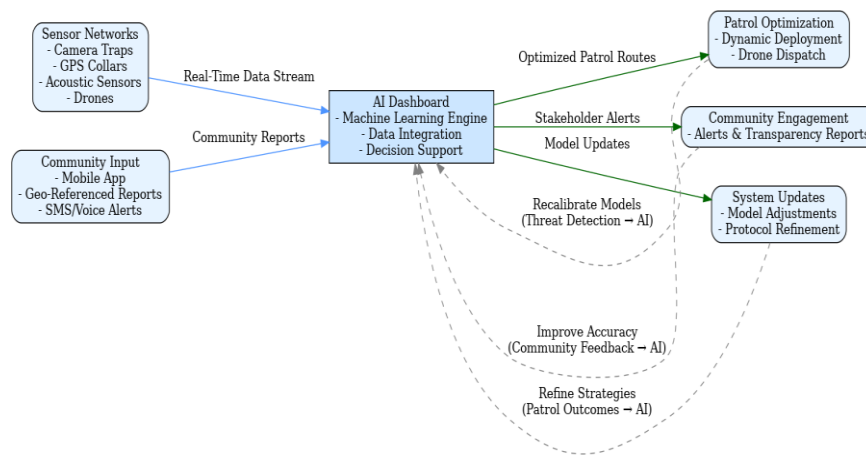 Sensor Networks
- Camera Traps
- GPS Collars
- Acoustic Sensors
- Drones
Real-Time Data Stream
Community Input
- Mobile App
- Geo-Referenced Reports
- SMS/Voice Alerts
Community Reports
AI Dashboard
- Machine Learning Engine
- Data Integration
- Decision Support
Optimized Patrol Routes
Stakeholder Alerts
Model Updates
Patrol Optimization
- Dynamic Deployment
- Drone Dispatch
Community Engagement
- Alerts & Transparency Reports
System Updates
- Model Adjustments
- Protocol Refinement
Recalibrate Models
(Threat Detection → AI)
Improve Accuracy
(Community Feedback → AI)
Refine Strategies
(Patrol Outcomes → AI)